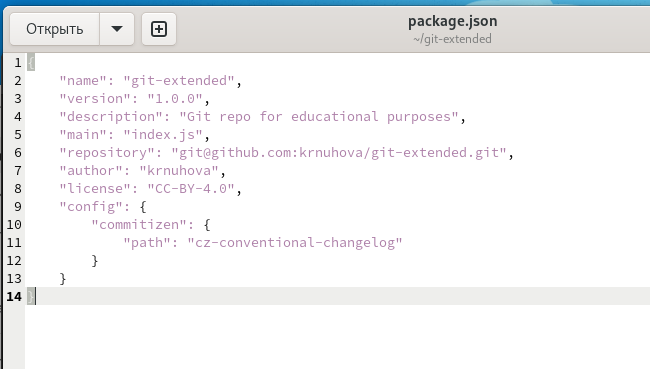 Открыть
package.json
~/git-extended
1 {
2     "name": "git-extended",
3     "version": "1.0.0",
4     "description": "Git repo for educational purposes",
5     "main": "index.js",
6     "repository": "git@github.com:krnuhova/git-extended.git",
7     "author": "krnuhova",
8     "license": "CC-BY-4.0",
9     "config": {
10         "commitizen": {
11             "path": "cz-conventional-changelog"
12         }
13     }
14 }